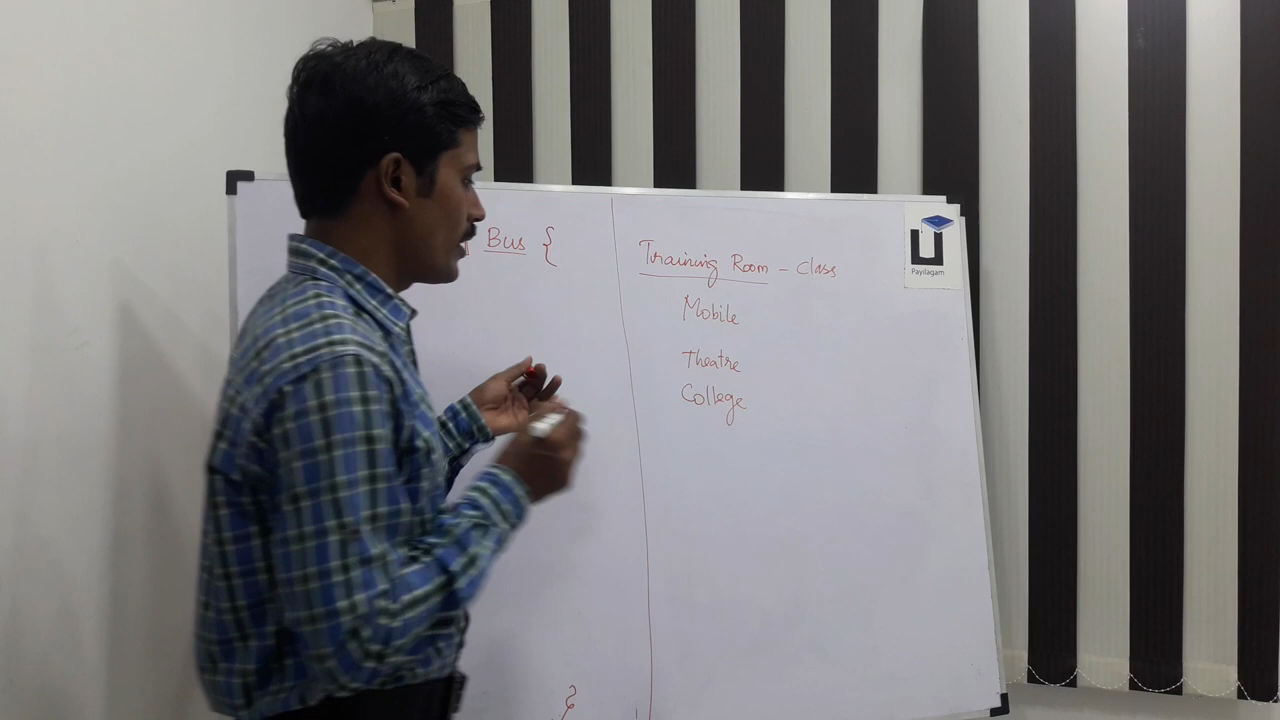 Bus {
Training Room - Class
Mobile
Theatre
College
}
Payilagam